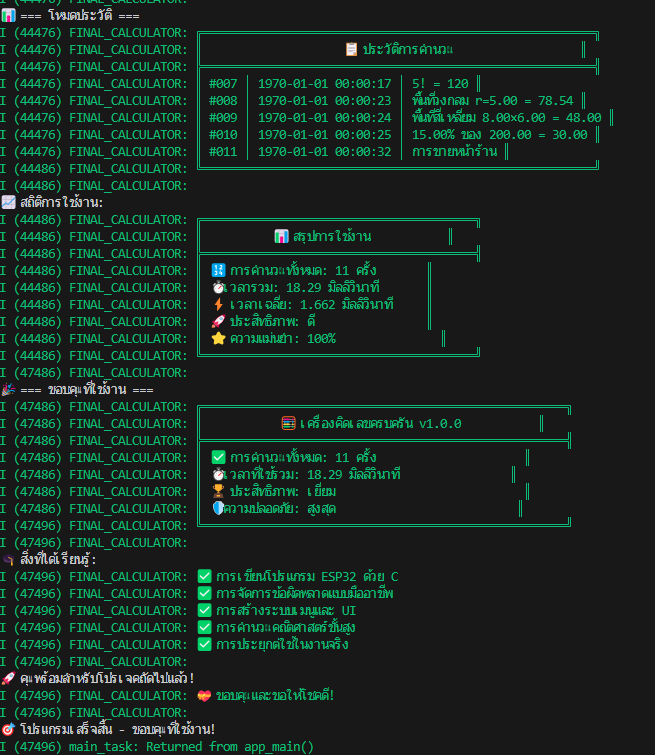 📊 === โหมดประวัติ ===
I (44476) FINAL_CALCULATOR: ╔══════════════════════════════════════════════════════╗
I (44476) FINAL_CALCULATOR: ║ 📋 ประวัติการคำนวณ ║
I (44476) FINAL_CALCULATOR: ╠══════════════════════════════════════════════════════╣
I (44476) FINAL_CALCULATOR: ║ #007 │ 1970-01-01 00:00:17 │ 5! = 120 ║
I (44476) FINAL_CALCULATOR: ║ #008 │ 1970-01-01 00:00:23 │ พื้นที่วงกลม r=5.00 = 78.54 ║
I (44476) FINAL_CALCULATOR: ║ #009 │ 1970-01-01 00:00:24 │ พื้นที่สี่เหลี่ยม 8.00×6.00 = 48.00 ║
I (44476) FINAL_CALCULATOR: ║ #010 │ 1970-01-01 00:00:25 │ 15.00% ของ 200.00 = 30.00 ║
I (44476) FINAL_CALCULATOR: ║ #011 │ 1970-01-01 00:00:32 │ การขายหน้าร้าน ║
I (44486) FINAL_CALCULATOR: ╚══════════════════════════════════════════════════════╝
I (44486) FINAL_CALCULATOR:
📈 สถิติการใช้งาน:
I (44486) FINAL_CALCULATOR: ╔══════════════════════════════════════╗
I (44486) FINAL_CALCULATOR: ║ 📊 สรุปการใช้งาน ║
I (44486) FINAL_CALCULATOR: ╠══════════════════════════════════════╣
I (44486) FINAL_CALCULATOR: ║ 🔢 การคำนวณทั้งหมด: 11 ครั้ง ║
I (44486) FINAL_CALCULATOR: ║ ⏱️ เวลารวม: 18.29 มิลลิวินาที ║
I (44486) FINAL_CALCULATOR: ║ ⚡ เวลาเฉลี่ย: 1.662 มิลลิวินาที ║
I (44486) FINAL_CALCULATOR: ║ 🚀 ประสิทธิภาพ: ดี ║
I (44486) FINAL_CALCULATOR: ║ ⭐ ความแม่นยำ: 100% ║
I (44486) FINAL_CALCULATOR: ╚══════════════════════════════════════╝
I (47486) FINAL_CALCULATOR:
🎉 === ขอบคุณที่ใช้งาน ===
I (47486) FINAL_CALCULATOR: ╔══════════════════════════════════════════════════╗
I (47486) FINAL_CALCULATOR: ║ 🧮 เครื่องคิดเลขครบครัน v1.0.0 ║
I (47486) FINAL_CALCULATOR: ╠══════════════════════════════════════════════════╣
I (47486) FINAL_CALCULATOR: ║ ✅ การคำนวณทั้งหมด: 11 ครั้ง ║
I (47486) FINAL_CALCULATOR: ║ ⏱️ เวลาที่ใช้รวม: 18.29 มิลลิวินาที ║
I (47486) FINAL_CALCULATOR: ║ 🏆 ประสิทธิภาพ: เยี่ยม ║
I (47486) FINAL_CALCULATOR: ║ 🛡️ ความปลอดภัย: สูงสุด ║
I (47496) FINAL_CALCULATOR: ╚══════════════════════════════════════════════════╝
I (47496) FINAL_CALCULATOR:
🎓 สิ่งที่ได้เรียนรู้:
I (47496) FINAL_CALCULATOR: ✅ การเขียนโปรแกรม ESP32 ด้วย C
I (47496) FINAL_CALCULATOR: ✅ การจัดการข้อผิดพลาดแบบมืออาชีพ
I (47496) FINAL_CALCULATOR: ✅ การสร้างระบบเมนูและ UI
I (47496) FINAL_CALCULATOR: ✅ การคำนวณคณิตศาสตร์ขั้นสูง
I (47496) FINAL_CALCULATOR: ✅ การประยุกต์ใช้ในงานจริง
I (47496) FINAL_CALCULATOR:
🚀 คุณพร้อมสำหรับโปรเจคถัดไปแล้ว!
I (47496) FINAL_CALCULATOR: 💝 ขอบคุณและขอให้โชคดี!
I (47496) FINAL_CALCULATOR:
🎯 โปรแกรมเสร็จสิ้น - ขอบคุณที่ใช้งาน!
I (47496) main_task: Returned from app_main()